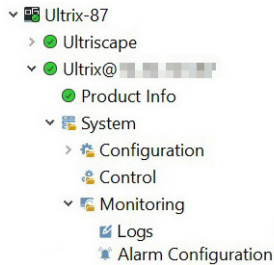 Ultrix-87
Ultriscape
Ultrix@
Product Info
System
Configuration
Control
Monitoring
Logs
Alarm Configuration